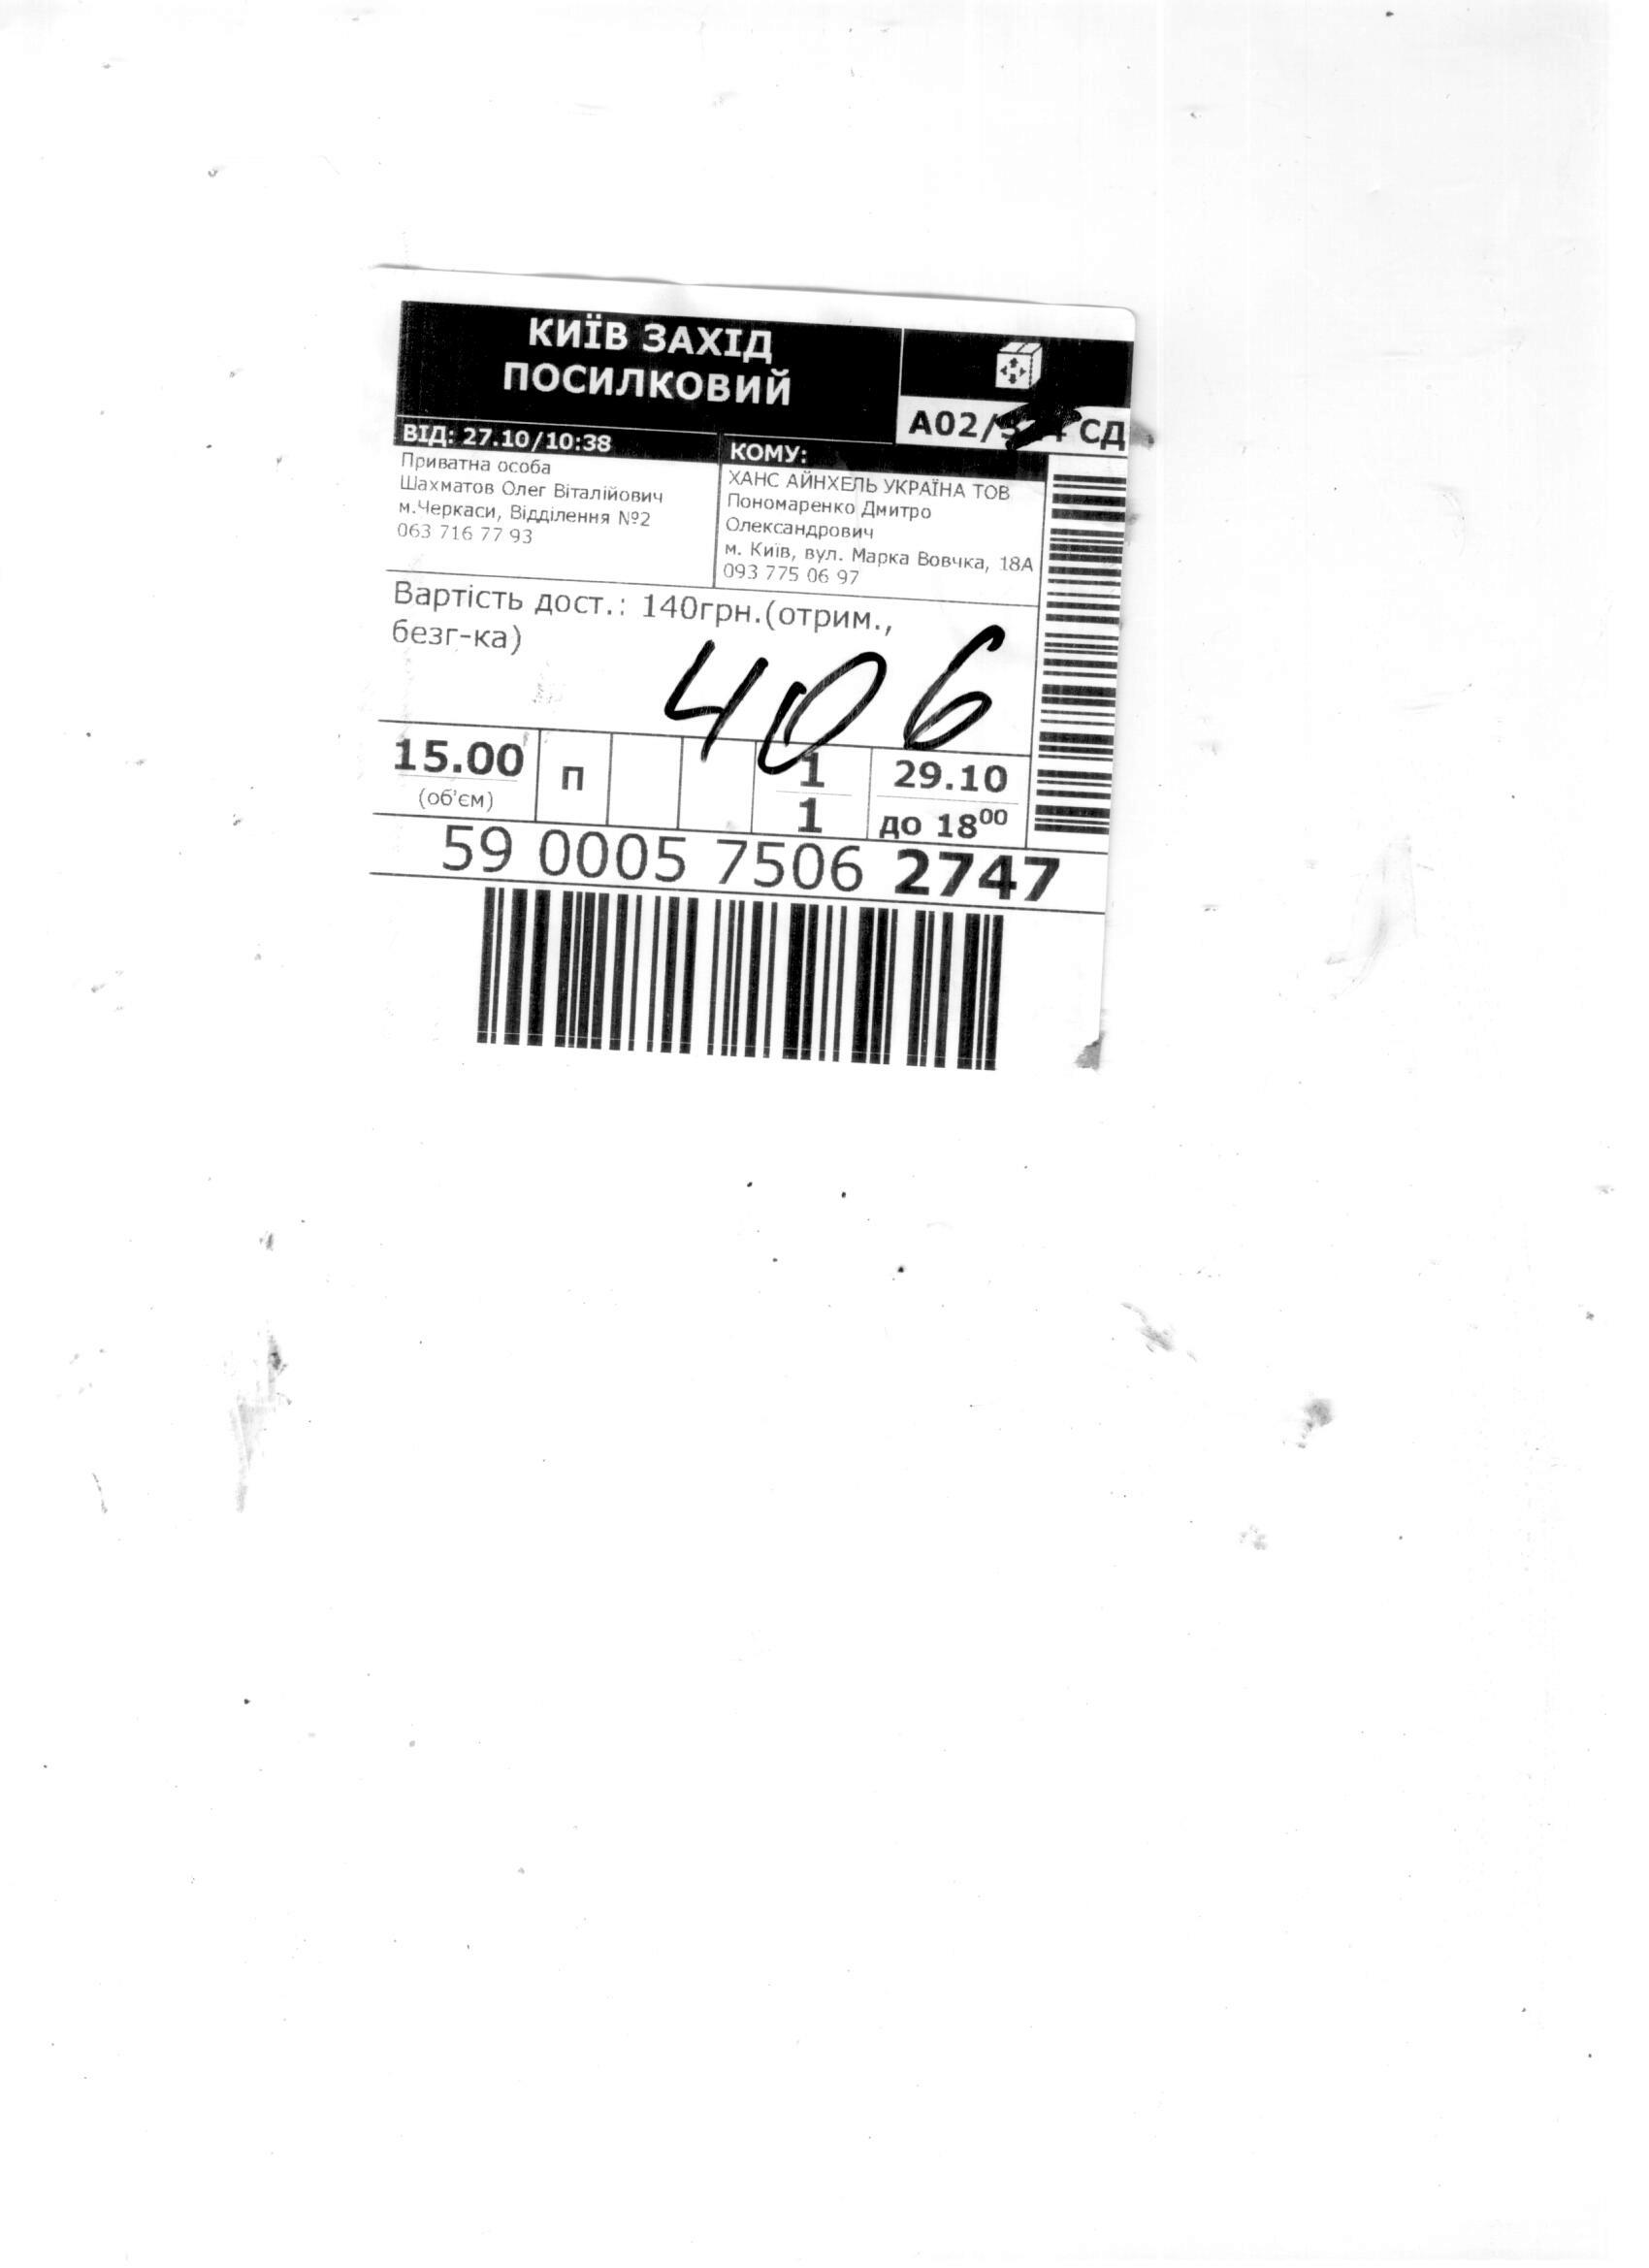 КИЇВ ЗАХІД
ПОСИЛКОВИЙ
А02/ СД
ВІД: 27.10/10:38
Приватна особа
Шахматов Олег Віталійович
м.Черкаси, Відділення №2
063 716 77 93
КОМУ:
ХАНС АЙНХЕЛЬ УКРАЇНА ТОВ
Пономаренко Дмитро
Олександрович
м. Київ, вул. Марка Вовчка, 18А
093 775 06 97
Вартість дост.: 140грн.(отрим.,
безг-ка)
406
15.00
(об'єм)
П
1
1
29.10
до 18⁰⁰
59 0005 7506 2747